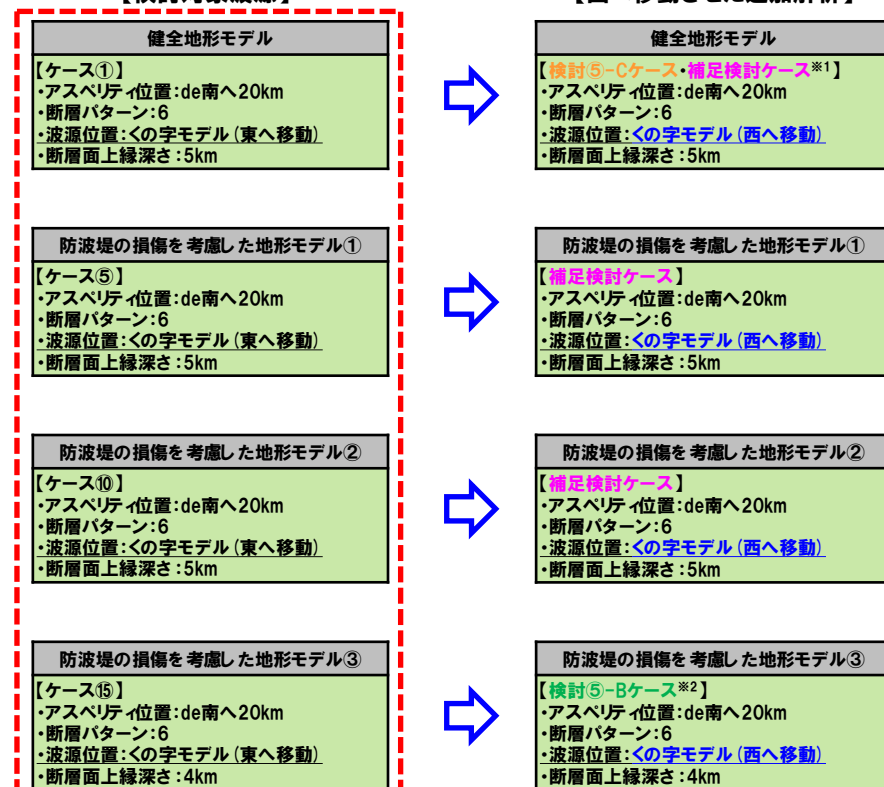 【検討対象波源】
【西へ移動させた追加解析】
健全地形モデル
【ケース①】
・アスペリティ位置：de南へ20km
・断層パターン：6
・波源位置：くの字モデル（東へ移動）
・断層面上縁深さ：5km
健全地形モデル
【検討⑤-Cケース・補足検討ケース※1】
・アスペリティ位置：de南へ20km
・断層パターン：6
・波源位置：くの字モデル（西へ移動）
・断層面上縁深さ：5km
防波堤の損傷を考慮した地形モデル①
【ケース⑤】
・アスペリティ位置：de南へ20km
・断層パターン：6
・波源位置：くの字モデル（東へ移動）
・断層面上縁深さ：5km
防波堤の損傷を考慮した地形モデル①
【補足検討ケース】
・アスペリティ位置：de南へ20km
・断層パターン：6
・波源位置：くの字モデル（西へ移動）
・断層面上縁深さ：5km
防波堤の損傷を考慮した地形モデル②
【ケース⑩】
・アスペリティ位置：de南へ20km
・断層パターン：6
・波源位置：くの字モデル（東へ移動）
・断層面上縁深さ：5km
防波堤の損傷を考慮した地形モデル②
【補足検討ケース】
・アスペリティ位置：de南へ20km
・断層パターン：6
・波源位置：くの字モデル（西へ移動）
・断層面上縁深さ：5km
防波堤の損傷を考慮した地形モデル③
【ケース⑮】
・アスペリティ位置：de南へ20km
・断層パターン：6
・波源位置：くの字モデル（東へ移動）
・断層面上縁深さ：4km
防波堤の損傷を考慮した地形モデル③
【検討⑤-Bケース※2】
・アスペリティ位置：de南へ20km
・断層パターン：6
・波源位置：くの字モデル（西へ移動）
・断層面上縁深さ：4km